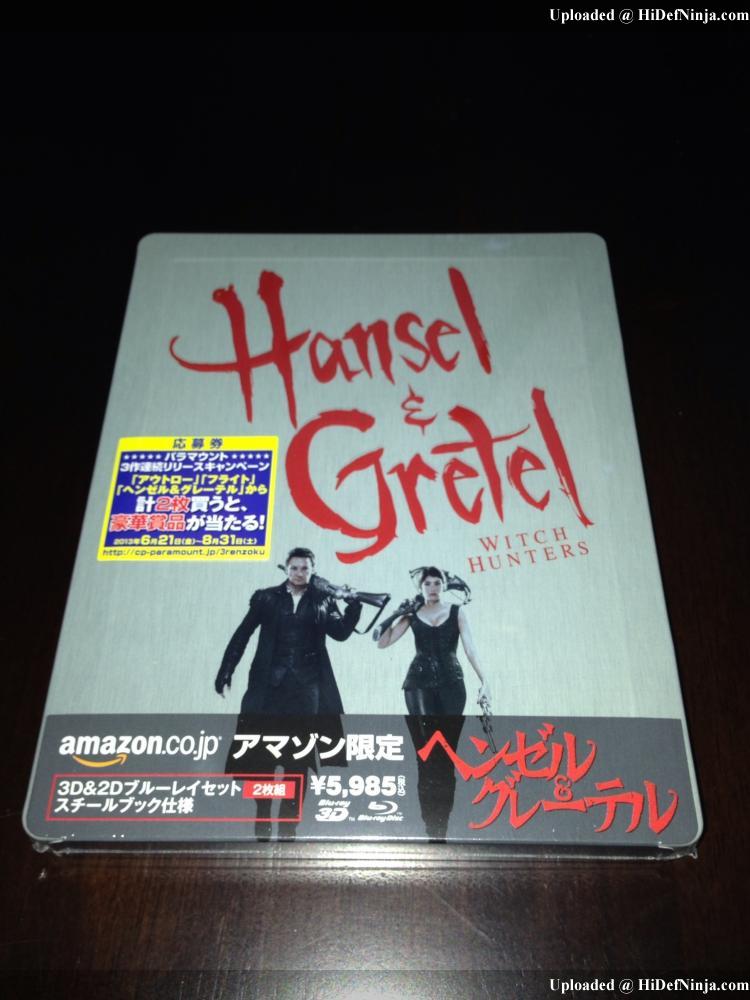 Uploaded @ HiDefNinja.com
Hansel
&
Gretel
WITCH
HUNTERS
応募券
★★★★★ パラマウント ★★★★★
3作連続リリースキャンペーン
「アウトロー」「フライト」
「ヘンゼル&グレーテル」から
計2枚買うと、
豪華賞品が当たる!
2013年6月21日(金)~8月31日(土)
http://cp-paramount.jp/3renzoku
amazon.co.jp アマゾン限定
3D&2Dブルーレイセット 2枚組
スチールブック仕様
¥5,985(税込)
Blu-ray 3D™ Blu-ray Disc
ヘンゼル
&
グレーテル
Uploaded @ HiDefNinja.com